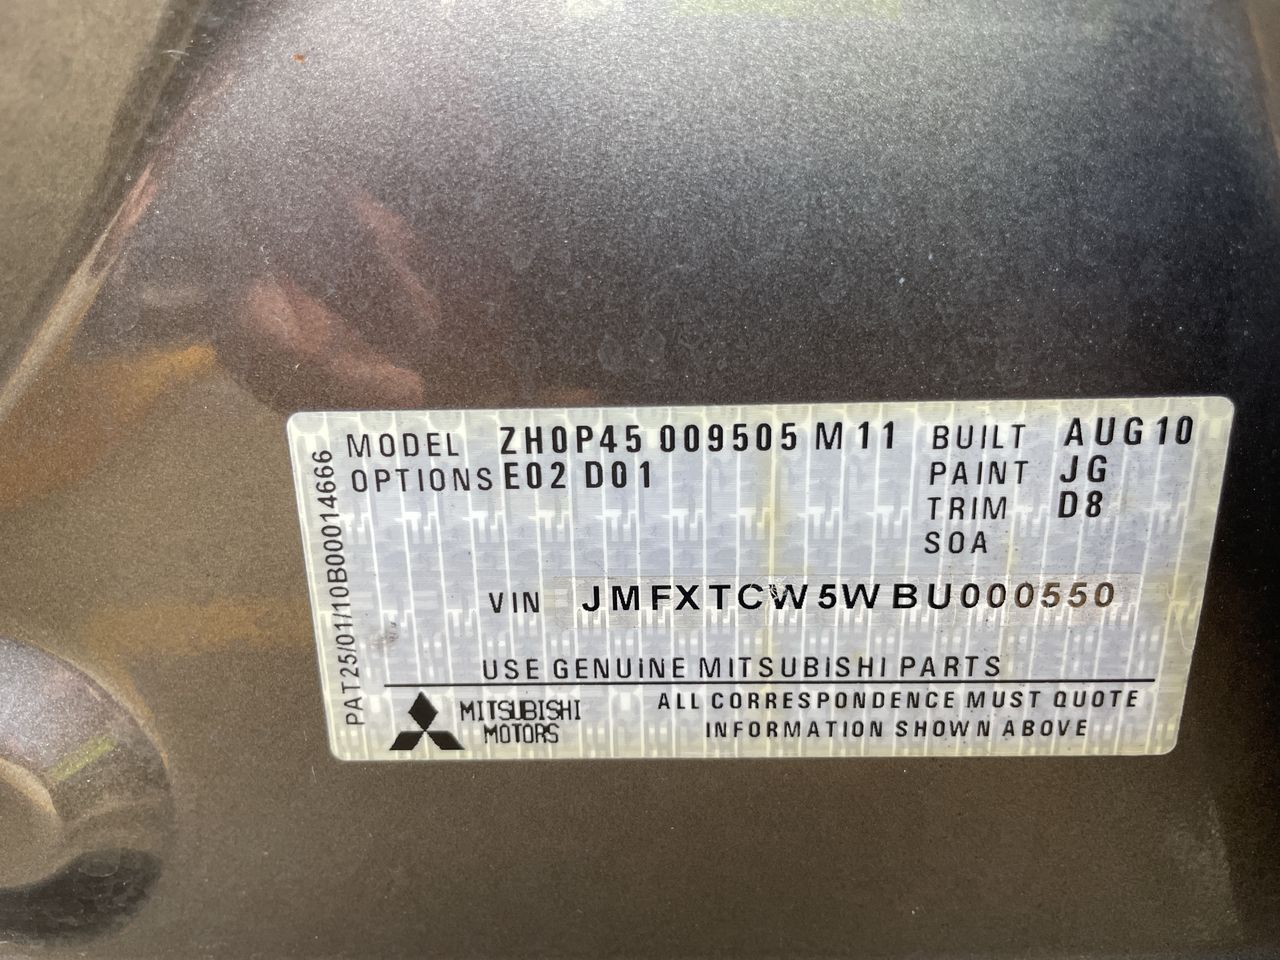 MODEL ZH0P45 009505 M11 BUILT AUG10
OPTIONS E02 D01 PAINT JG
TRIM D8
SOA
VIN JMFXTCW5WBU000550
USE GENUiNE MITSUBiSHI PARTS
MITSUBISHI MOTORS
ALL CORRESPONDENCE MUST QUOTE
INFORMATION SHOWN ABOVE
PAT25/01/10B00014666